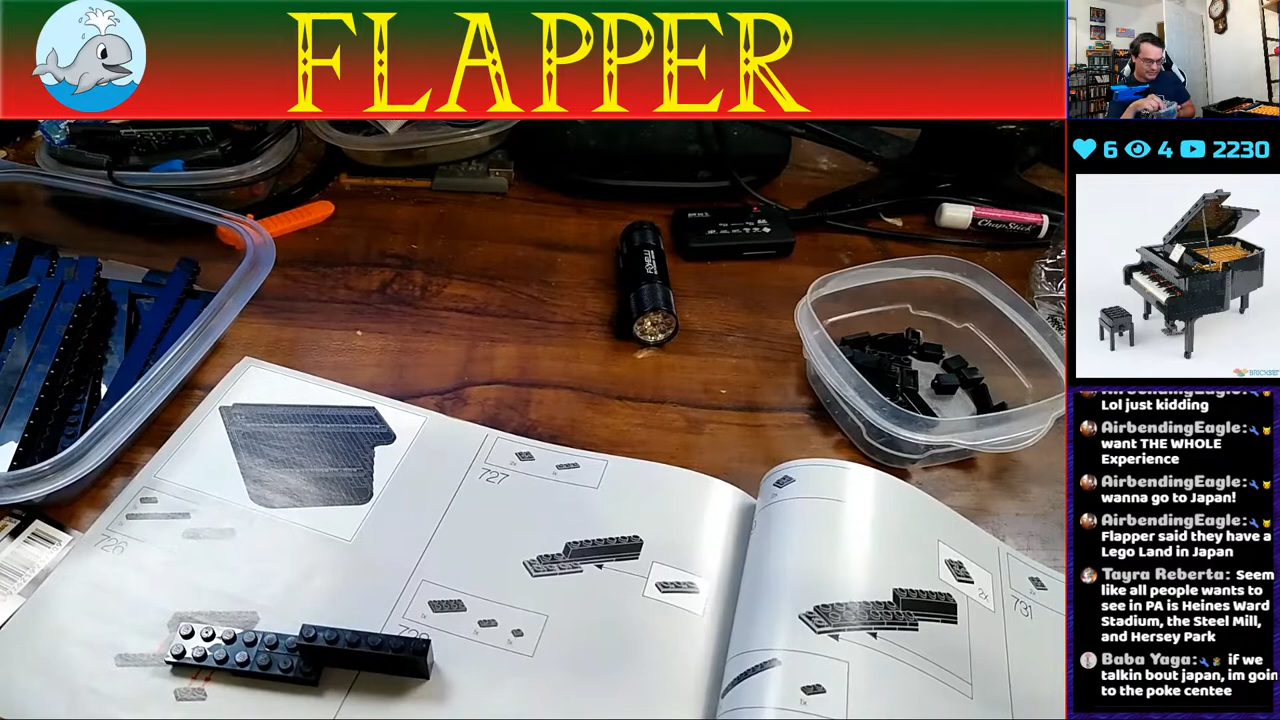 FLAPPER
6 4 2230
ChapStick
BRICKSET
727
726
731
2x
Lol just kidding
AirbendingEagle:
want THE WHOLE
Experience
AirbendingEagle:
wanna go to Japan!
AirbendingEagle:
Flapper said they have a
Lego Land in Japan
Tayra Reberta: Seem
like all people wants to
see in PA is Heines Ward
Stadium, the Steel Mill,
and Hersey Park
Baba Yaga: if we
talkin bout japan, im goin
to the poke centee